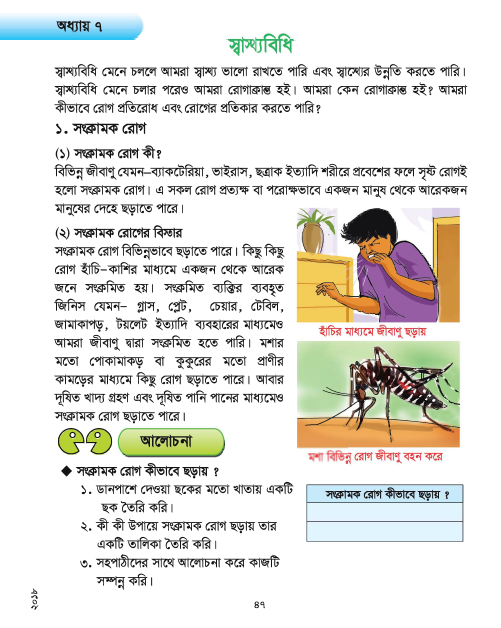 অধ্যায় ৭
স্বাস্থ্যবিধি
স্বাস্থ্যবিধি মেনে চললে আমরা স্বাস্থ্য ভালো রাখতে পারি এবং স্বাস্থ্যের উন্নতি করতে পারি।
স্বাস্থ্যবিধি মেনে চলার পরেও আমরা রোগাক্রান্ত হই। আমরা কেন রোগাক্রান্ত হই? আমরা
কীভাবে রোগ প্রতিরোধ এবং রোগের প্রতিকার করতে পারি?
১. সংক্রামক রোগ
(১) সংক্রামক রোগ কী?
বিভিন্ন জীবাণু যেমন–ব্যাকটেরিয়া, ভাইরাস, ছত্রাক ইত্যাদি শরীরে প্রবেশের ফলে সৃষ্ট রোগই
হলো সংক্রামক রোগ। এ সকল রোগ প্রত্যক্ষ বা পরোক্ষভাবে একজন মানুষ থেকে আরেকজন
মানুষের দেহে ছড়াতে পারে।
(২) সংক্রামক রোগের বিস্তার
সংক্রামক রোগ বিভিন্নভাবে ছড়াতে পারে। কিছু কিছু
রোগ হাঁচি–কাশির মাধ্যমে একজন থেকে আরেক
জনে সংক্রমিত হয়। সংক্রমিত ব্যক্তির ব্যবহৃত
জিনিস যেমন– গ্লাস, প্লেট, চেয়ার, টেবিল,
জামাকাপড়, টয়লেট ইত্যাদি ব্যবহারের মাধ্যমেও
আমরা জীবাণু দ্বারা সংক্রমিত হতে পারি। মশার
মতো পোকামাকড় বা কুকুরের মতো প্রাণীর
কামড়ের মাধ্যমে কিছু রোগ ছড়াতে পারে। আবার
দূষিত খাদ্য গ্রহণ এবং দূষিত পানি পানের মাধ্যমেও
সংক্রামক রোগ ছড়াতে পারে।
হাঁচির মাধ্যমে জীবাণু ছড়ায়
মশা বিভিন্ন রোগ জীবাণু বহন করে
আলোচনা
◆ সংক্রামক রোগ কীভাবে ছড়ায় ?
১. ডানপাশে দেওয়া ছকের মতো খাতায় একটি
ছক তৈরি করি।
২. কী কী উপায়ে সংক্রামক রোগ ছড়ায় তার
একটি তালিকা তৈরি করি।
৩. সহপাঠীদের সাথে আলোচনা করে কাজটি
সম্পন্ন করি।
সংক্রামক রোগ কীভাবে ছড়ায় ?
৪৭
২০১৮